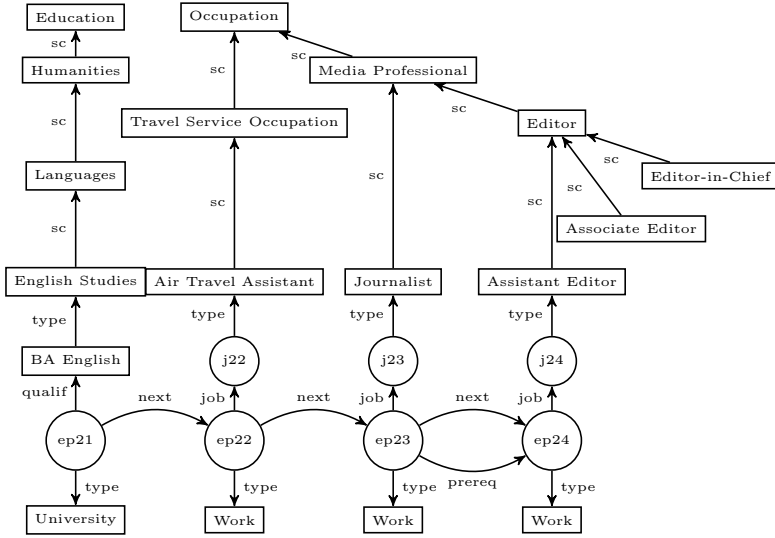 Education
Occupation
sc
sc
Humanities
sc
Media Professional
sc
sc
Travel Service Occupation
Editor
sc
Languages
sc
sc
Editor-in-Chief
sc
sc
sc
sc
Associate Editor
English Studies
Air Travel Assistant
Journalist
Assistant Editor
type
type
type
type
BA English
j22
j23
j24
qualif
next
job
next
job
next
job
ep21
ep22
ep23
ep24
type
type
type
prereq
type
University
Work
Work
Work